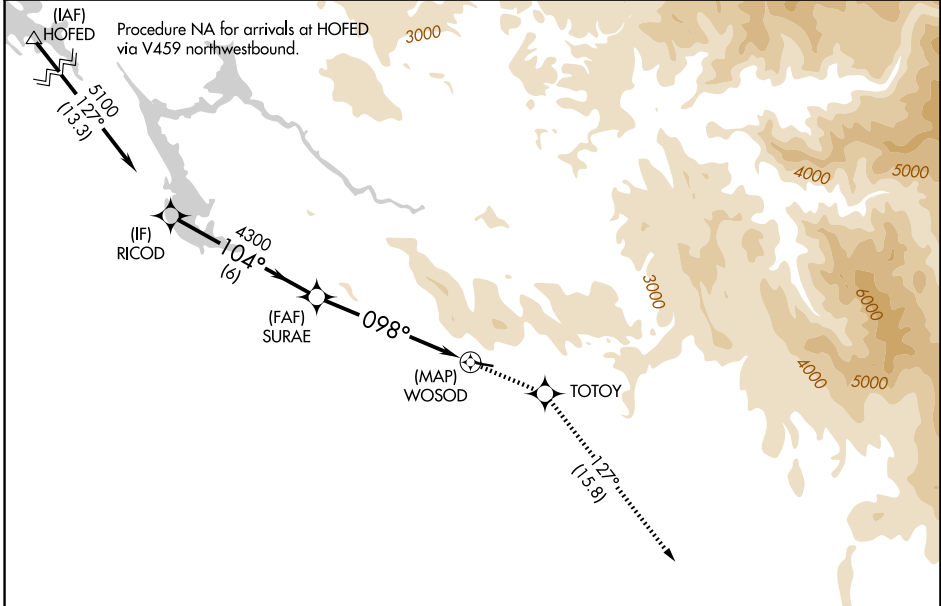 (IAF)
HOFED
Procedure NA for arrivals at HOFED
via V459 northwestbound.
3000
5100
127°
(13.3)
4000
5000
(IF)
RICOD
4300
104°
(6)
3000
6000
(FAF)
SURAE
098°
(MAP)
WOSOD
TOTOY
4000
5000
127°
(15.8)